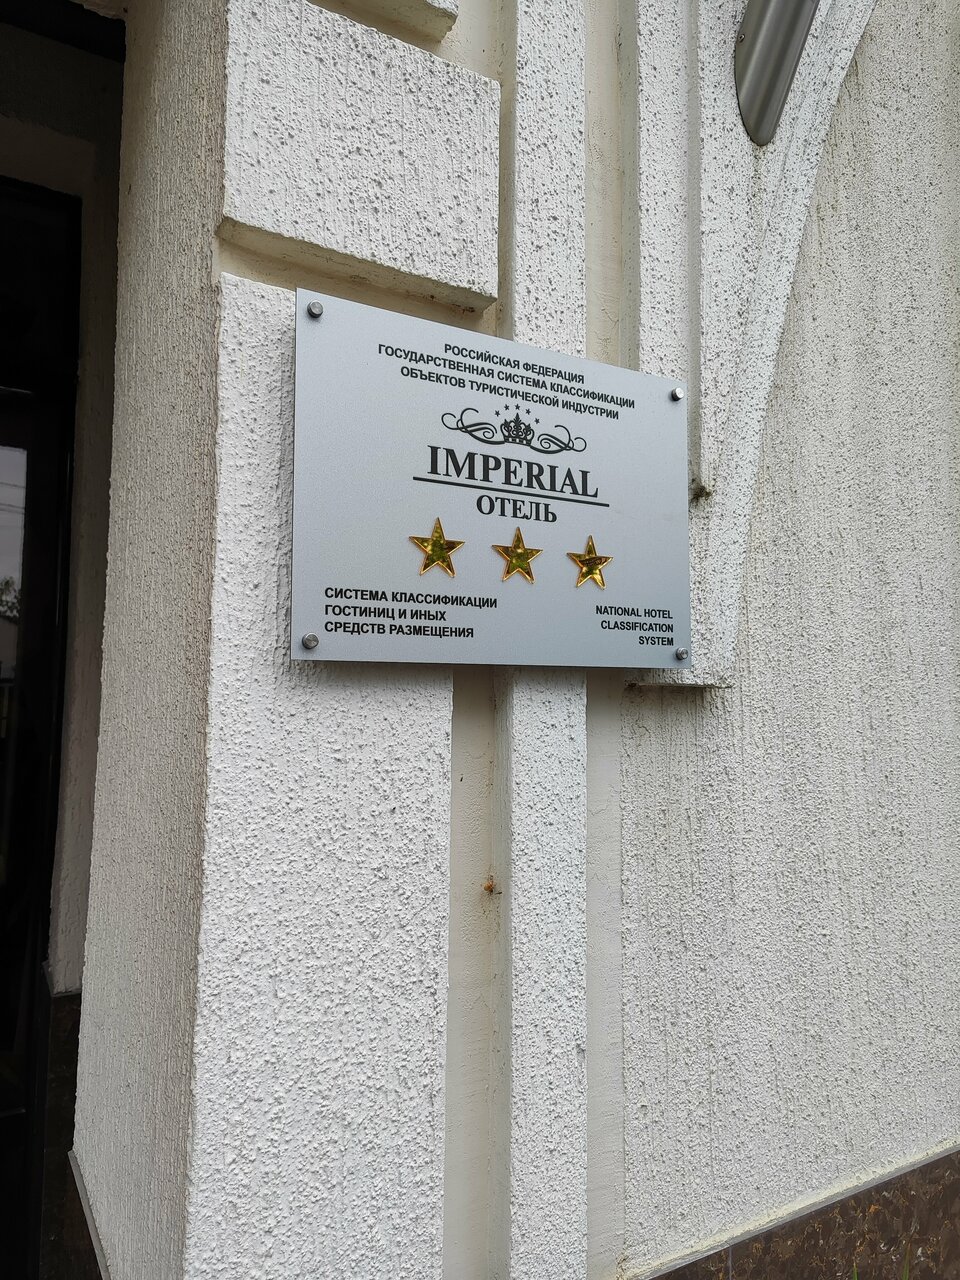 РОССИЙСКАЯ ФЕДЕРАЦИЯ
ГОСУДАРСТВЕННАЯ СИСТЕМА КЛАССИФИКАЦИИ
ОБЪЕКТОВ ТУРИСТИЧЕСКОЙ ИНДУСТРИИ
IMPERIAL
ОТЕЛЬ
СИСТЕМА КЛАССИФИКАЦИИ
ГОСТИНИЦ И ИНЫХ
СРЕДСТВ РАЗМЕЩЕНИЯ
NATIONAL HOTEL
CLASSIFICATION
SYSTEM